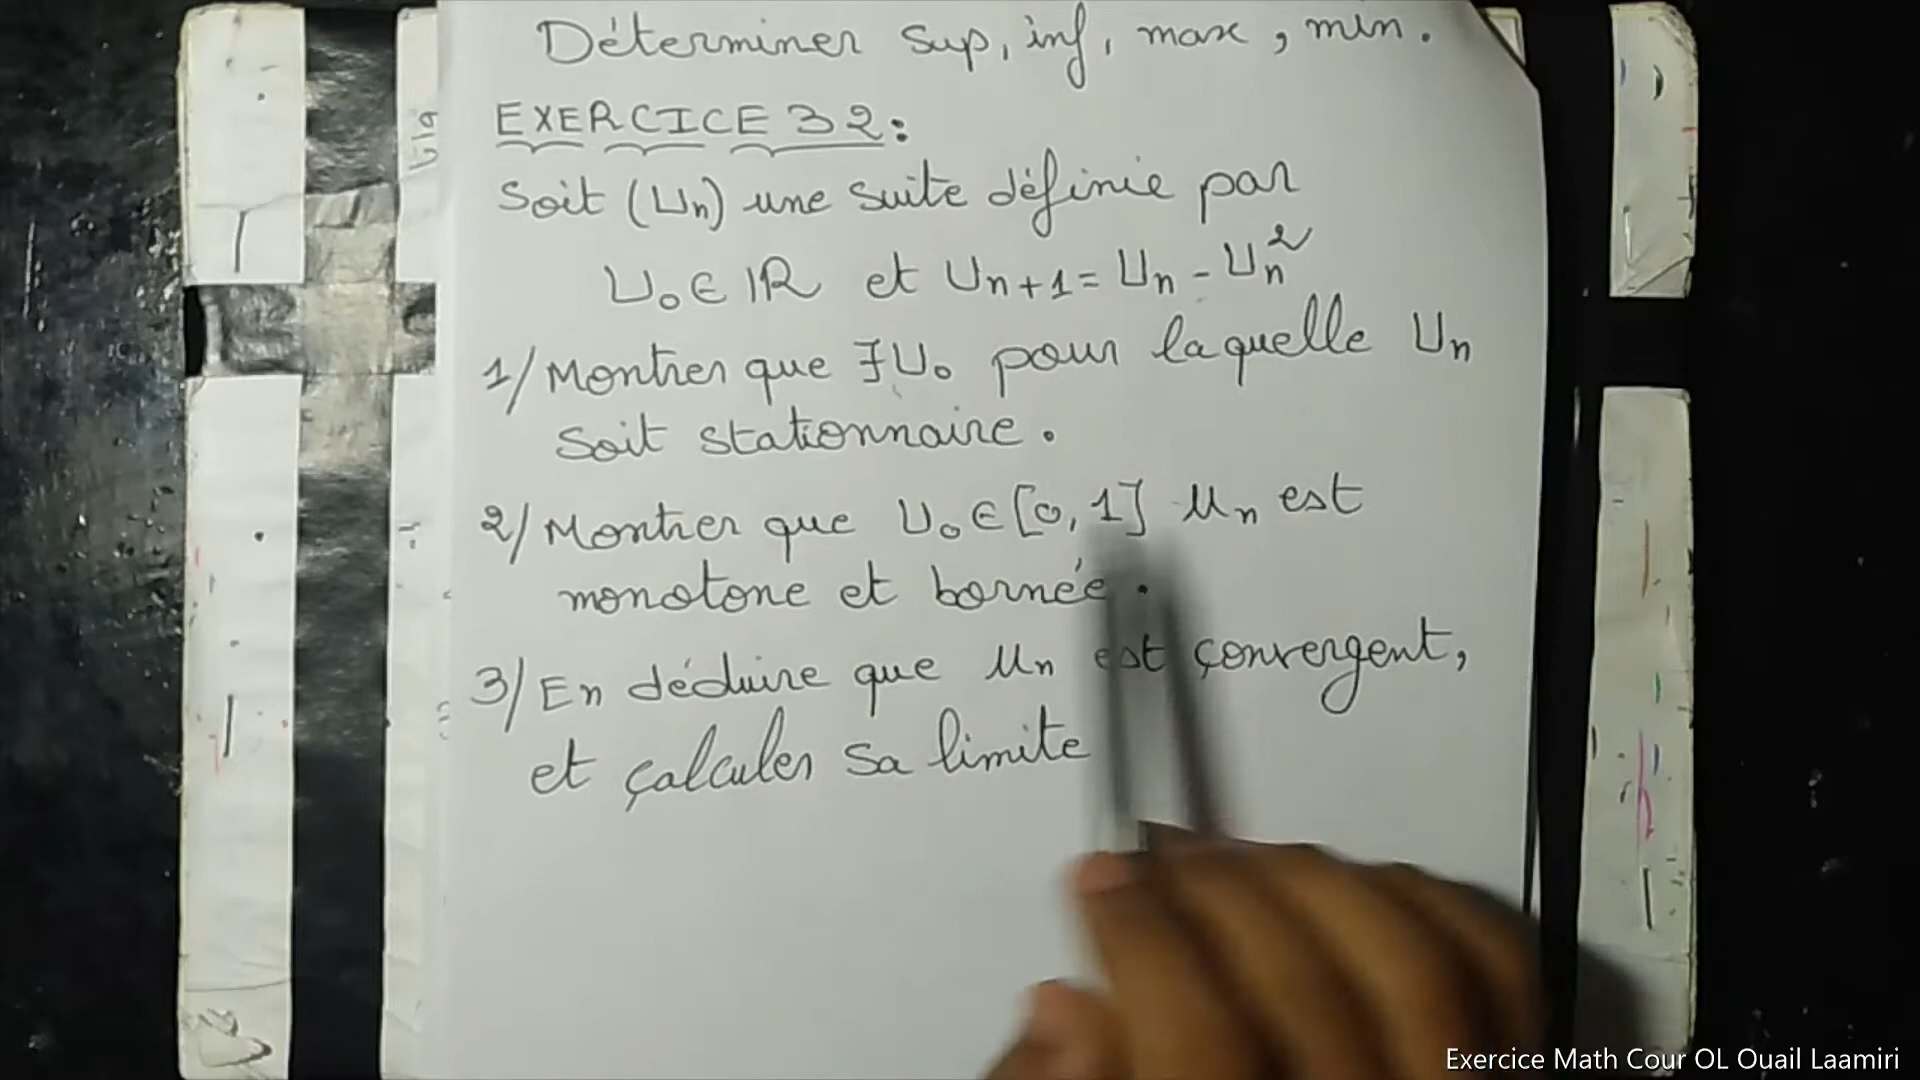 Déterminer sup, inf, max, min.
EXERCICE 32:
Soit (Un) une suite définie par
U₀ ∈ IR et Un+1 = Un - Un²
1/ Montrer que ∃U₀ pour laquelle Un
soit stationnaire.
2/ Montrer que U₀ ∈ [0,1] Un est
monotone et bornée.
3/ En déduire que Un est convergent,
et calculer sa limite
Exercice Math Cour OL Ouail Laamiri